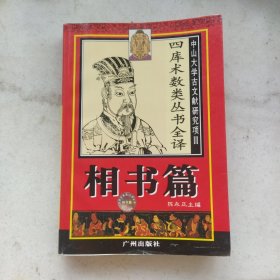 中山大学古文献研究项目
四库术数类丛书全译
相书篇
陈永正主编
广州出版社